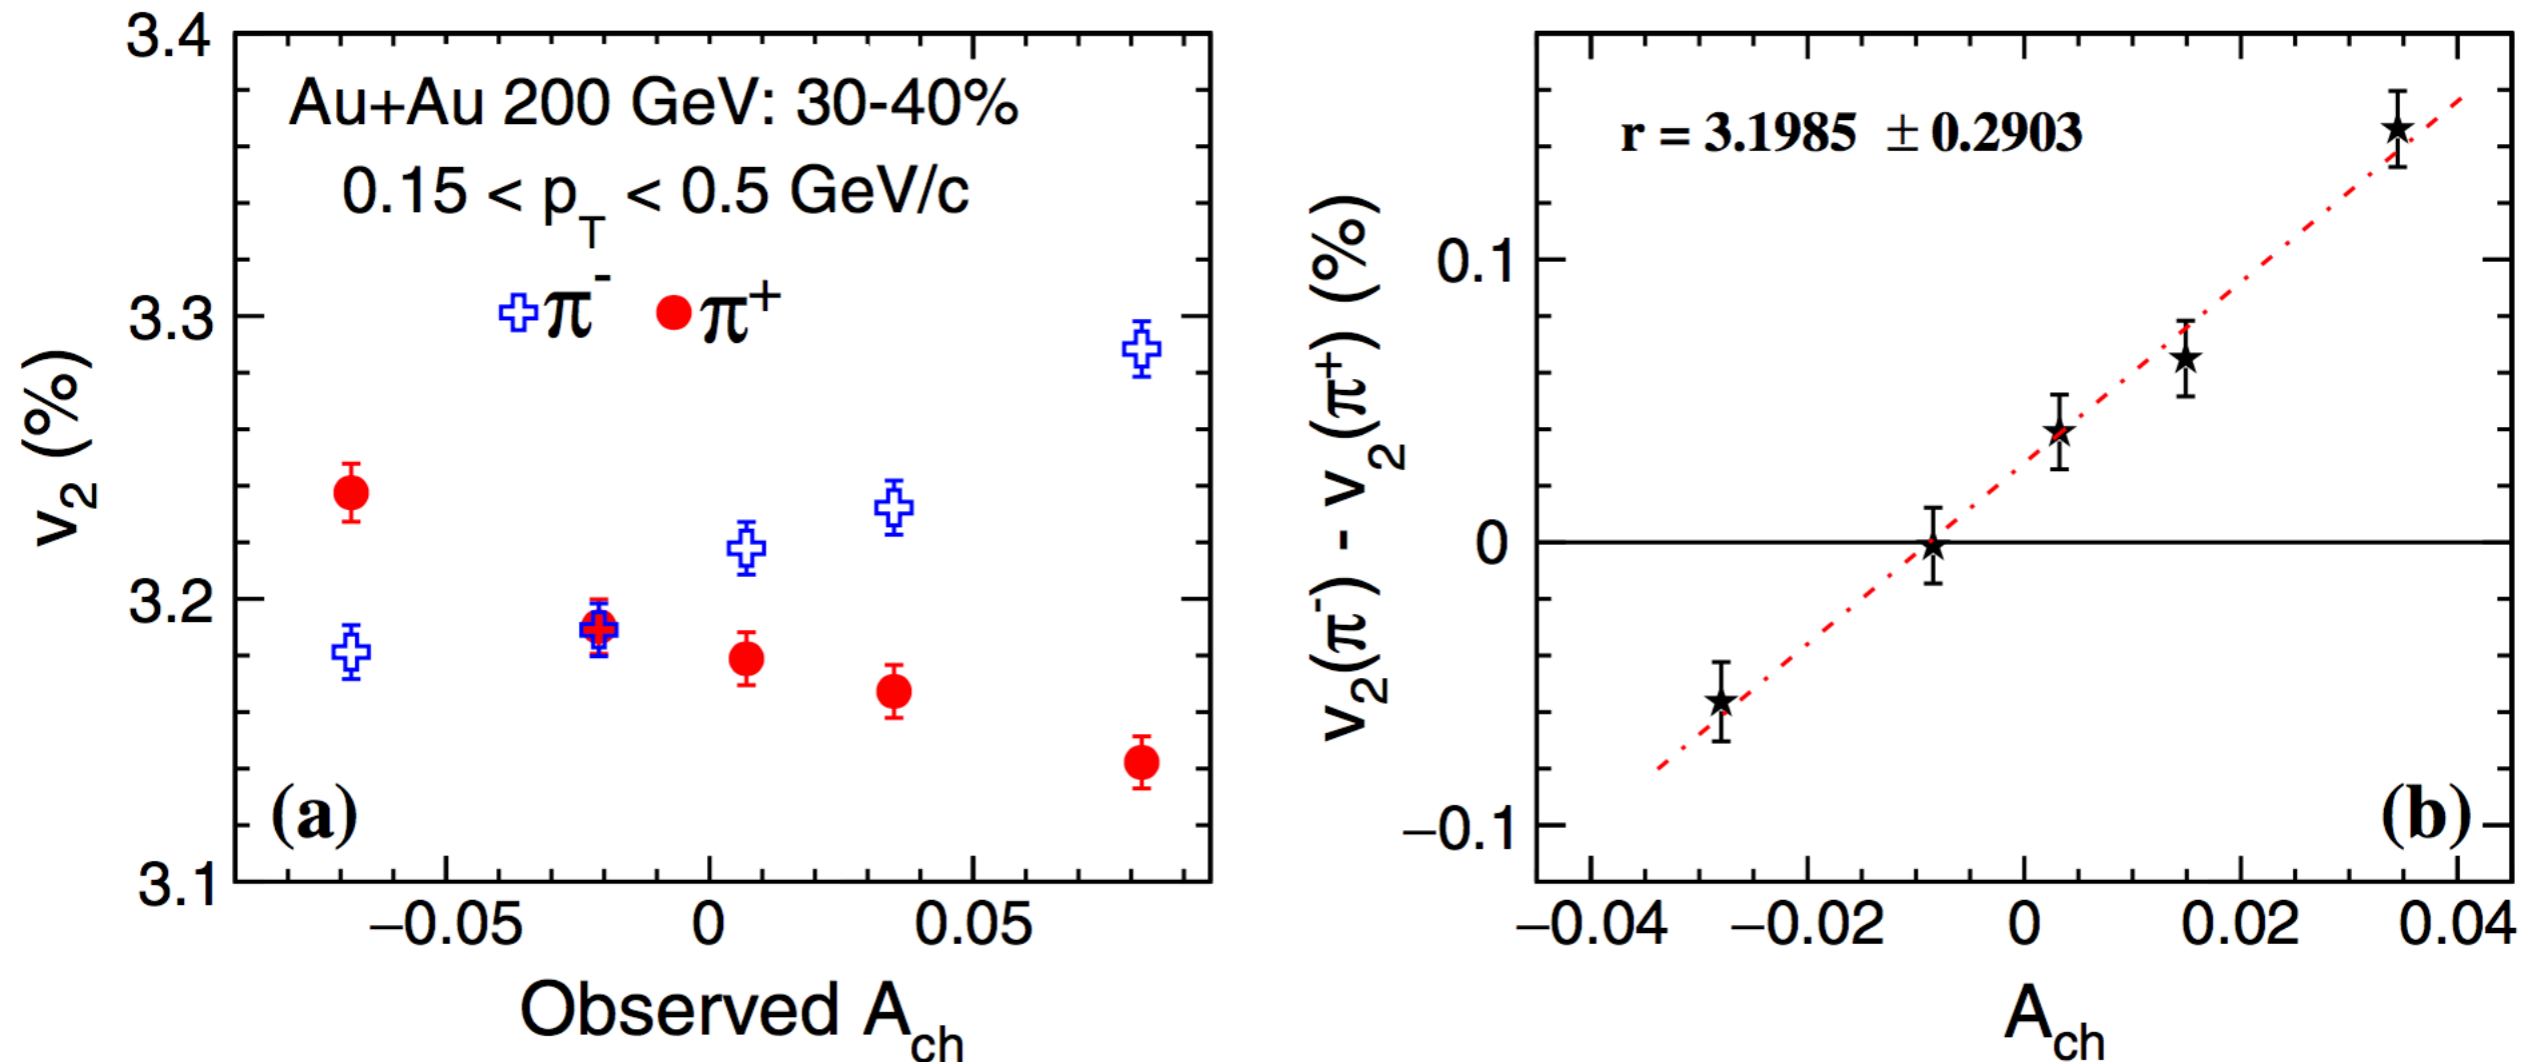 3.4
3.3
3.2
3.1
v₂ (%)
Au+Au 200 GeV: 30-40%
0.15 < p_T < 0.5 GeV/c
π⁻ π⁺
(a)
−0.05 0 0.05
Observed A_ch
0.1
0
−0.1
v₂(π⁻) - v₂(π⁺) (%)
r = 3.1985 ±0.2903
(b)
−0.04 −0.02 0 0.02 0.04
A_ch